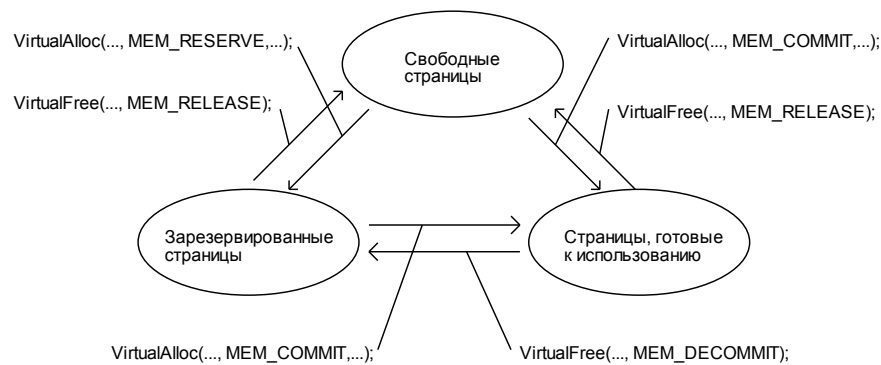 VirtualAlloc(..., MEM_RESERVE,...);
VirtualAlloc(..., MEM_COMMIT,...);
Свободные
страницы
VirtualFree(..., MEM_RELEASE);
VirtualFree(..., MEM_RELEASE);
Зарезервированные
страницы
Страницы, готовые
к использованию
VirtualAlloc(..., MEM_COMMIT,...);
VirtualFree(..., MEM_DECOMMIT);